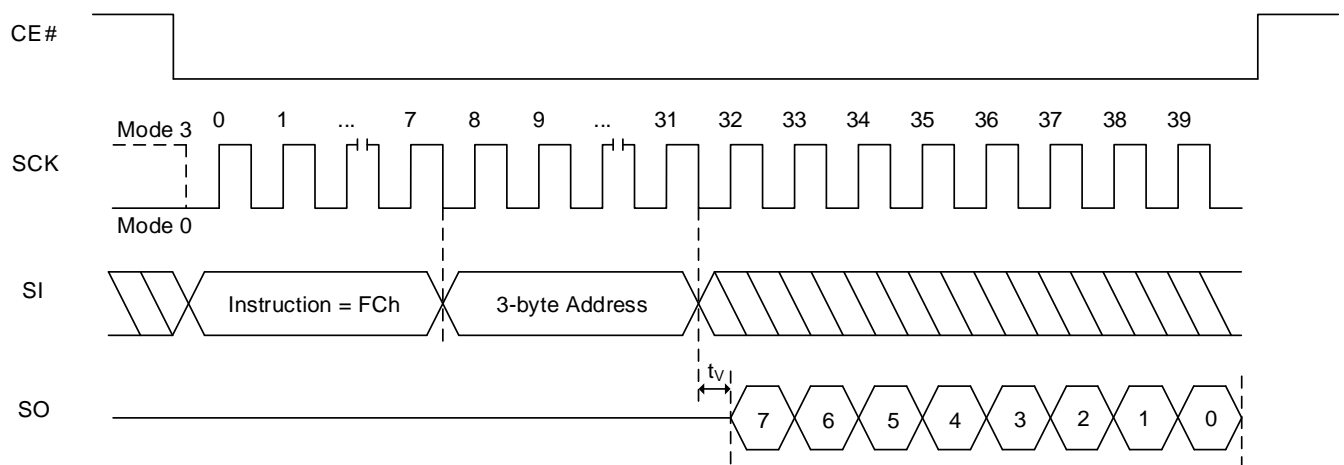 CE#
0 1 ... 7 8 9 ... 31 32 33 34 35 36 37 38 39
Mode 3
SCK
Mode 0
SI
Instruction = FCh
3-byte Address
tV
SO
7 6 5 4 3 2 1 0